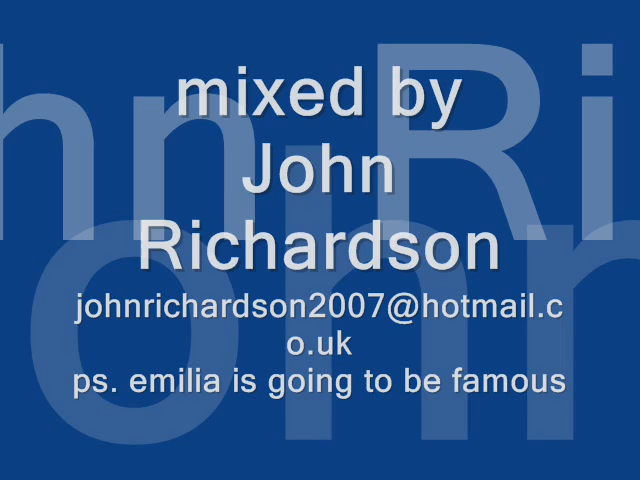 mixed by
John
Richardson
johnrichardson2007@hotmail.c
o.uk
ps. emilia is going to be famous